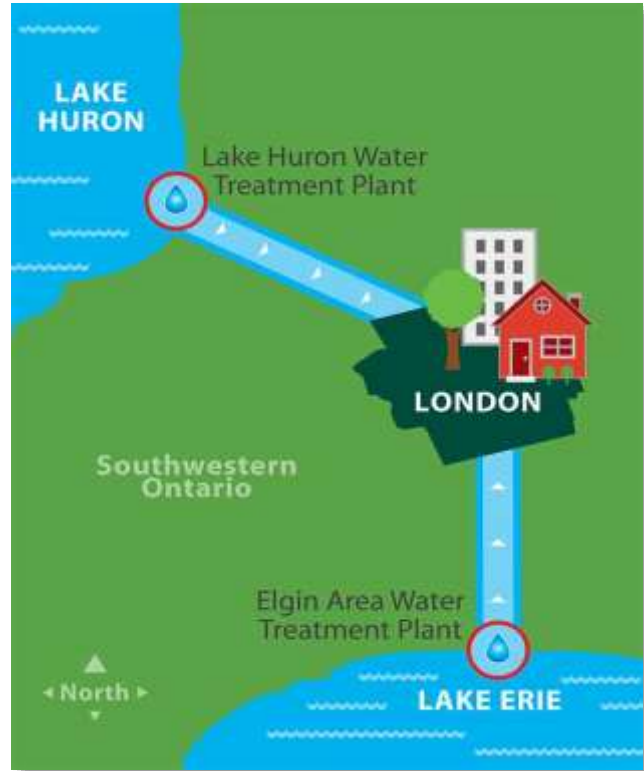 LAKE
HURON
Lake Huron Water
Treatment Plant
LONDON
Southwestern
Ontario
Elgin Area Water
Treatment Plant
North
LAKE ERIE